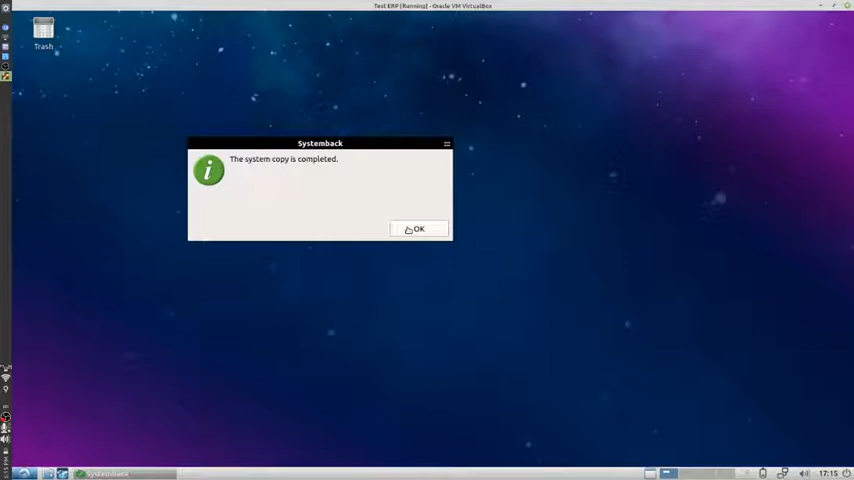 Test ERP [Running] - Oracle VM VirtualBox
Trash
Systemback
The system copy is completed.
OK
Systemback
17:15